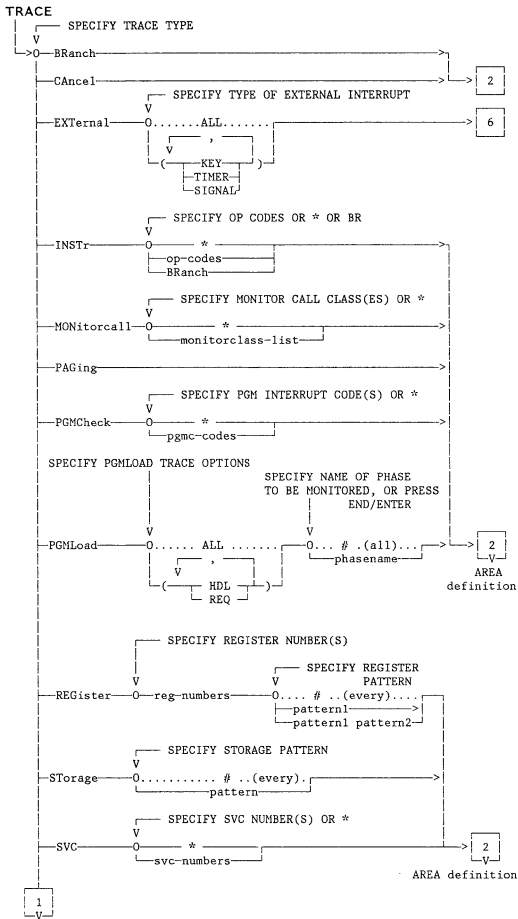 TRACE
SPECIFY TRACE TYPE
V
>O BRanch >
CAncel > > 2
SPECIFY TYPE OF EXTERNAL INTERRUPT
V
EXTernal O.......ALL....... > 6
V ,
( KEY )
TIMER
SIGNAL
SPECIFY OP CODES OR * OR BR
V
INSTr O * >
op-codes
BRanch
SPECIFY MONITOR CALL CLASS(ES) OR *
V
MONitorcall O * >
monitorclass-list
PAGing >
SPECIFY PGM INTERRUPT CODE(S) OR *
V
PGMCheck O * >
pgmc-codes
SPECIFY PGMLOAD TRACE OPTIONS
SPECIFY NAME OF PHASE
TO BE MONITORED, OR PRESS
END/ENTER
V V
PGMLoad O...... ALL ....... O... # .(all)... > > 2
V , phasename V
( HDL ) AREA
REQ definition
SPECIFY REGISTER NUMBER(S)
SPECIFY REGISTER
PATTERN
V V
REGister O reg-numbers O.... # ..(every)....
pattern1 >
pattern1 pattern2
SPECIFY STORAGE PATTERN
V
STorage O........... # ..(every). >
pattern
SPECIFY SVC NUMBER(S) OR *
V
SVC O * > 2
svc-numbers V
AREA definition
1
V